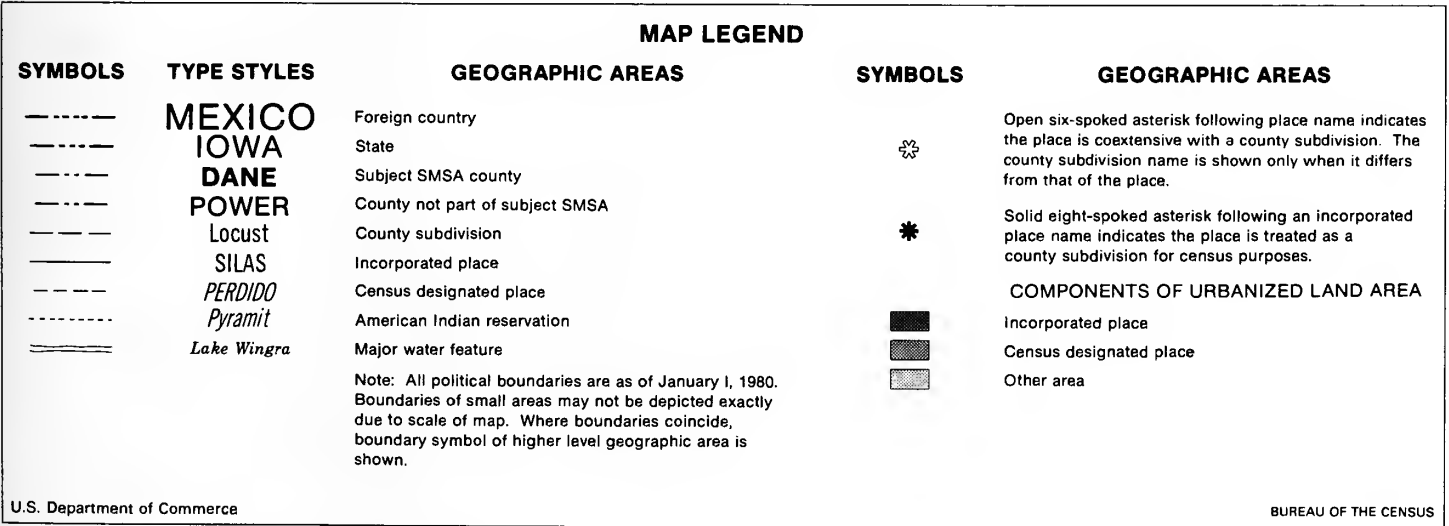 MAP LEGEND
SYMBOLS TYPE STYLES GEOGRAPHIC AREAS
MEXICO Foreign country
IOWA State
DANE Subject SMSA county
POWER County not part of subject SMSA
Locust County subdivision
SILAS Incorporated place
PERDIDO Census designated place
Pyramit American Indian reservation
Lake Wingra Major water feature
Note: All political boundaries are as of January I, 1980.
Boundaries of small areas may not be depicted exactly
due to scale of map. Where boundaries coincide,
boundary symbol of higher level geographic area is
shown.
SYMBOLS GEOGRAPHIC AREAS
Open six-spoked asterisk following place name indicates
the place is coextensive with a county subdivision. The
county subdivision name is shown only when it differs
from that of the place.
Solid eight-spoked asterisk following an incorporated
place name indicates the place is treated as a
county subdivision for census purposes.
COMPONENTS OF URBANIZED LAND AREA
Incorporated place
Census designated place
Other area
U.S. Department of Commerce
BUREAU OF THE CENSUS